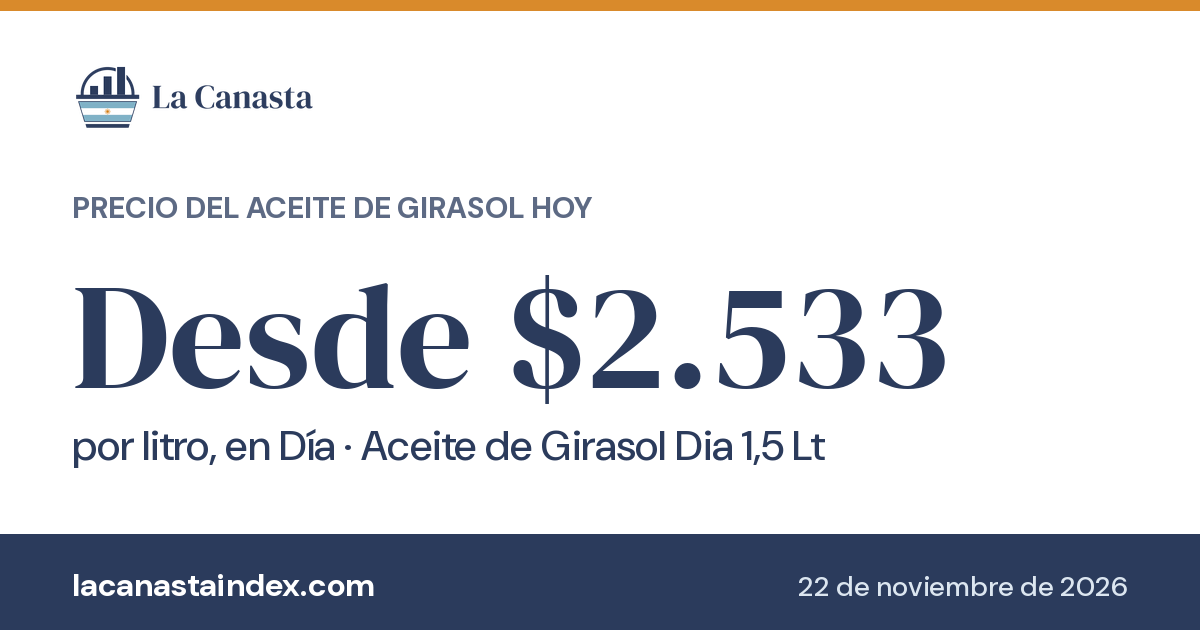 La Canasta
PRECIO DEL ACEITE DE GIRASOL HOY
Desde $2.533
por litro, en Día · Aceite de Girasol Dia 1,5 Lt
lacanastaindex.com
22 de noviembre de 2026